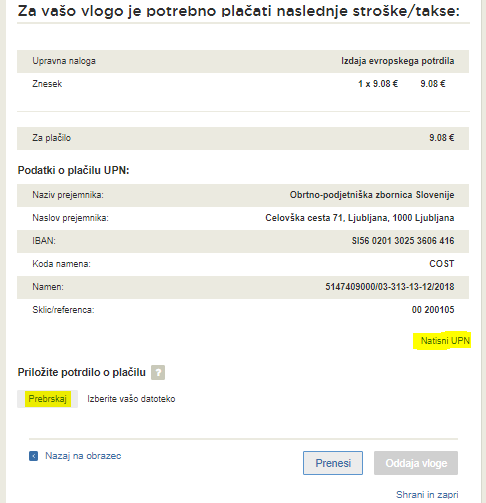 Za vašo vlogo je potrebno plačati naslednje stroške/takse:
Upravna naloga Izdaja evropskega potrdila
Znesek 1 x 9.08 € 9.08 €
Za plačilo 9.08 €
Podatki o plačilu UPN:
Naziv prejemnika: Obrtno-podjetniška zbornica Slovenije
Naslov prejemnika: Celovška cesta 71, Ljubljana, 1000 Ljubljana
IBAN: SI56 0201 3025 3606 416
Koda namena: COST
Namen: 5147409000/03-313-13-12/2018
Sklic/referenca: 00 200105
Natisni UPN
Priložite potrdilo o plačilu ?
Prebrskaj Izberite vašo datoteko
Nazaj na obrazec Prenesi Oddaja vloge
Shrani in zapri